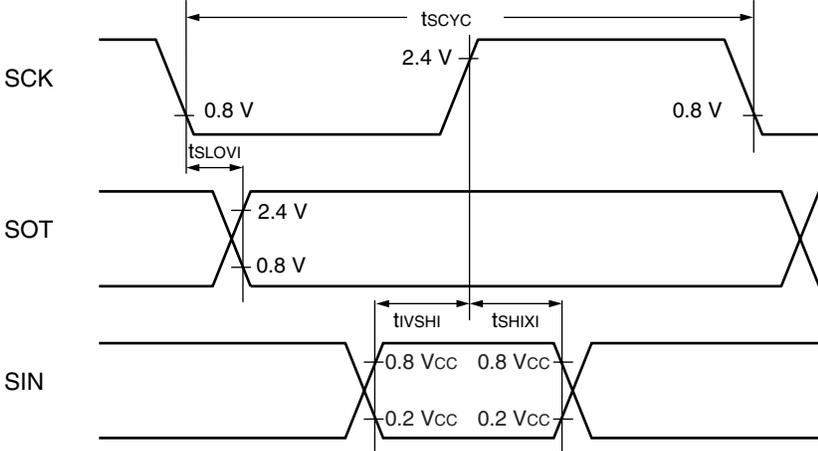 tSCYC
SCK
2.4 V
0.8 V
0.8 V
tSLOVI
SOT
2.4 V
0.8 V
tIVSHI tSHIXI
SIN
0.8 VCC 0.8 VCC
0.2 VCC 0.2 VCC